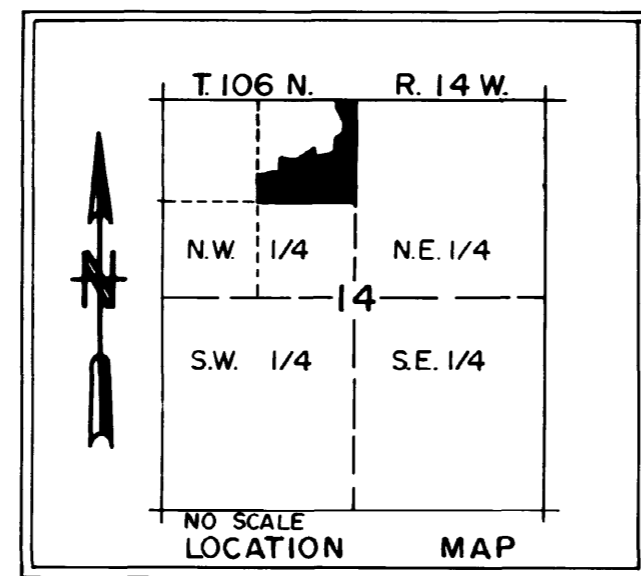 T. 106 N. R. 14 W.
N.W. 1/4 N.E. 1/4
N
14
S.W. 1/4 S.E. 1/4
NO SCALE
LOCATION MAP